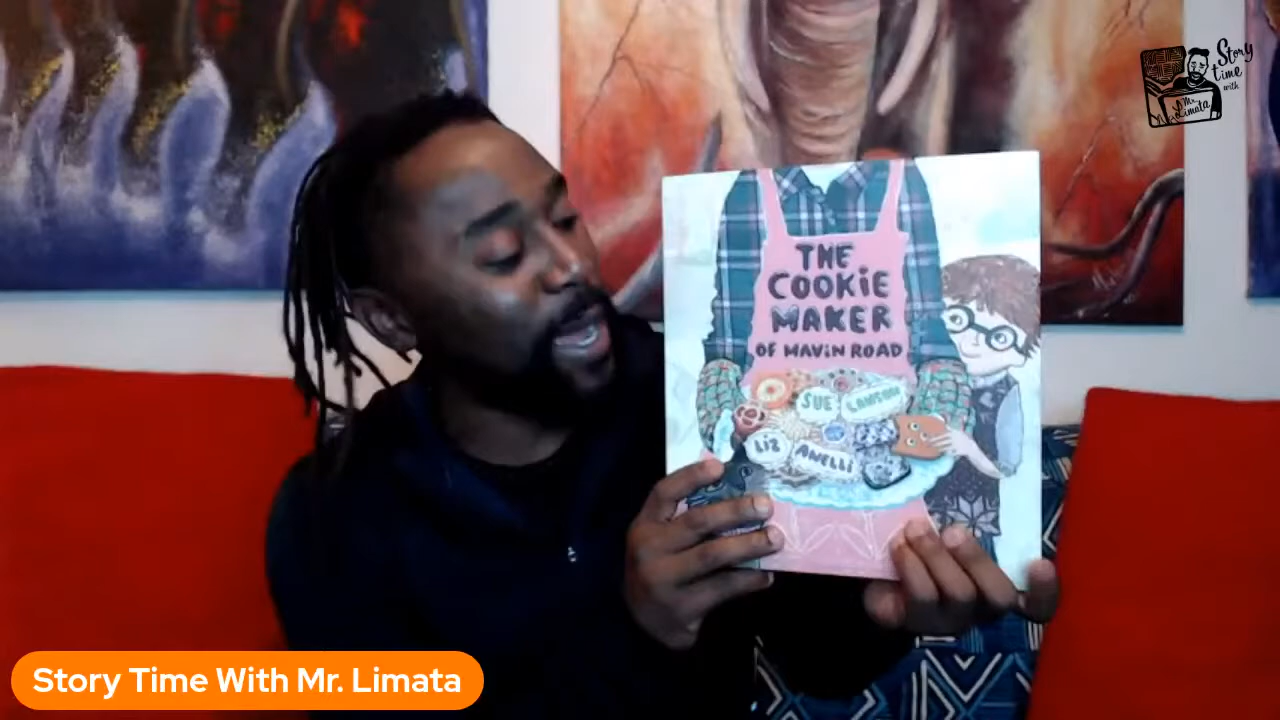 Story
time
with
Mr.
Limata
THE
COOKiE
MAKER
OF MAViN ROAD
SUE LAWSON
LiZ
ANELLi
Story Time With Mr. Limata